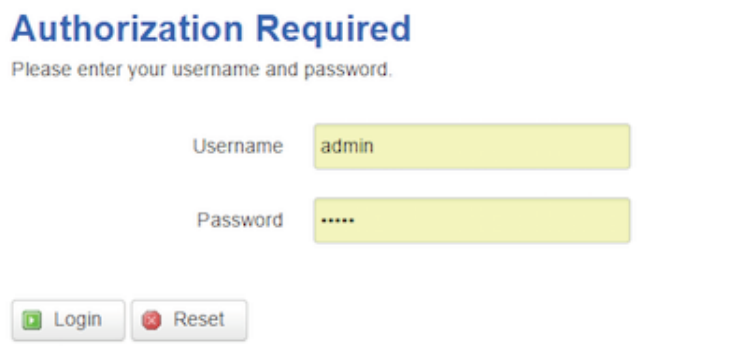 Authorization Required
Please enter your username and password.
Username admin
Password •••••
Login Reset